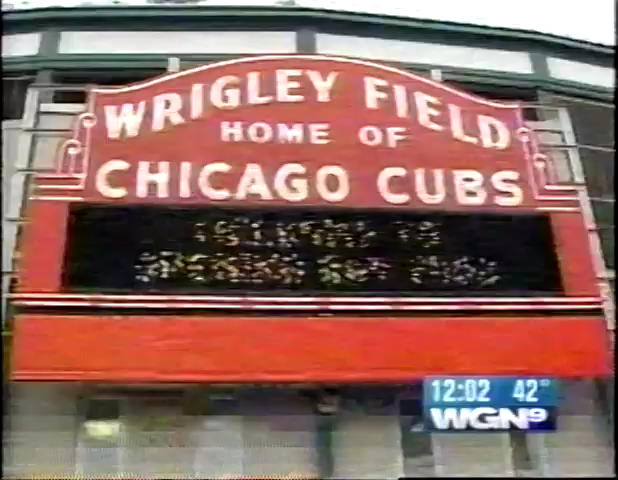 WRIGLEY FIELD
HOME OF
CHICAGO CUBS
12:02 42°
WGN9